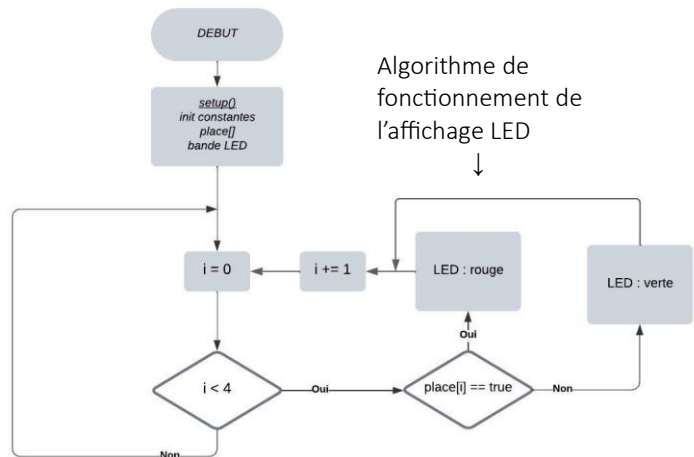 DEBUT
setup()
init constantes
place[]
bande LED
Algorithme de
fonctionnement de
l'affichage LED
↓
i = 0
i += 1
LED : rouge
LED : verte
Oui
i < 4
Oui
place[i] == true
Non
Non